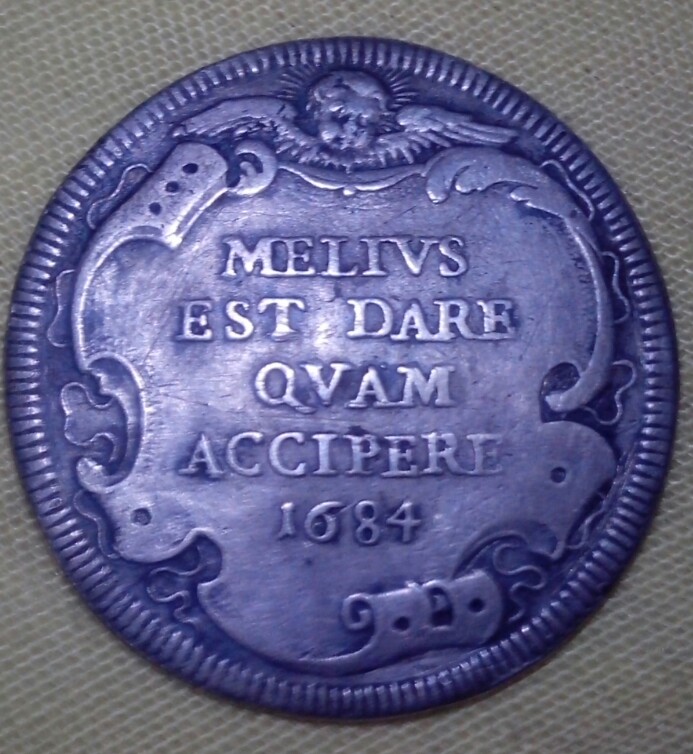 MELIVS
EST DARE
QVAM
ACCIPERE
1684